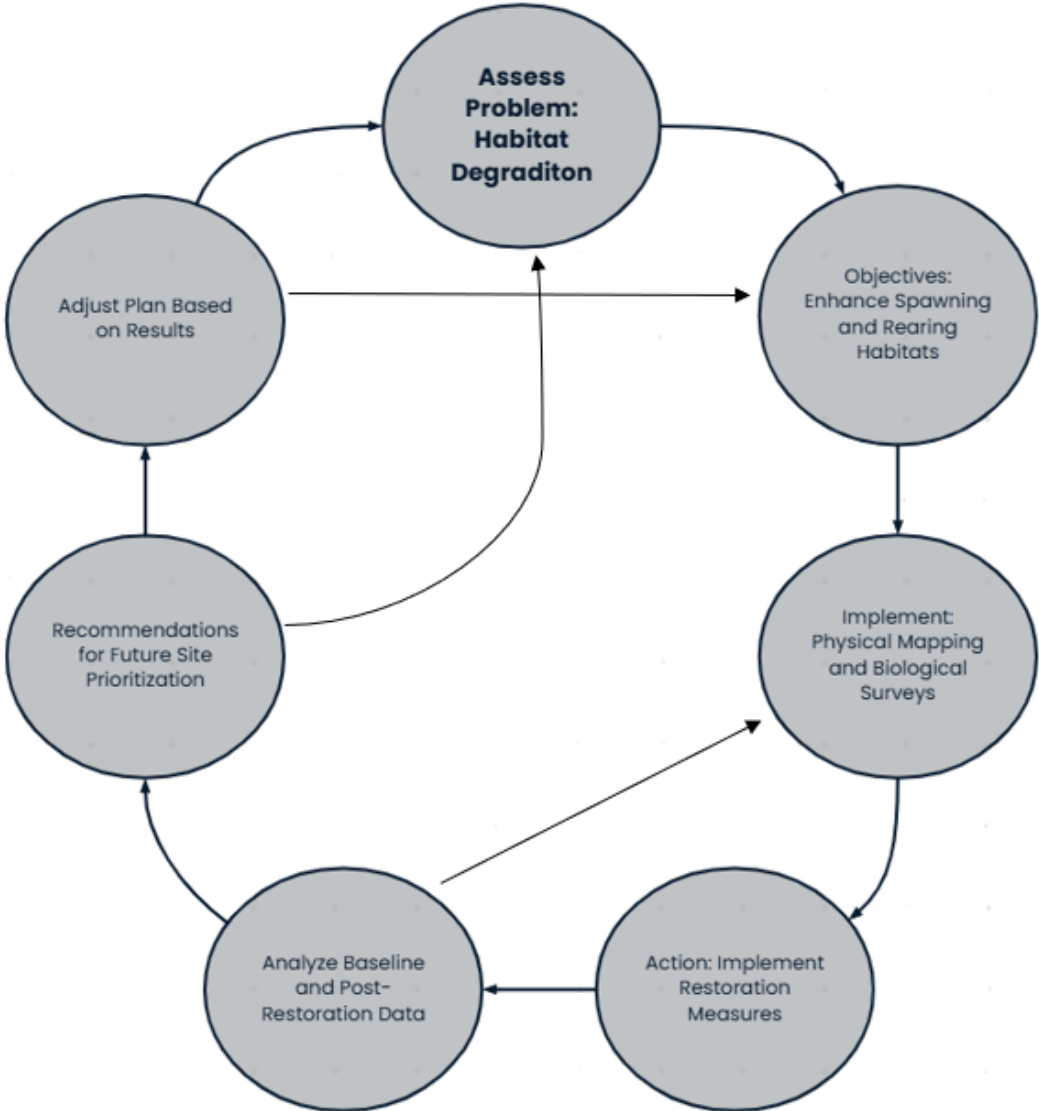 Assess
Problem:
Habitat
Degraditon
Objectives:
Enhance Spawning
and Rearing
Habitats
Implement:
Physical Mapping
and Biological
Surveys
Action: Implement
Restoration
Measures
Analyze Baseline
and Post-
Restoration Data
Recommendations
for Future Site
Prioritization
Adjust Plan Based
on Results